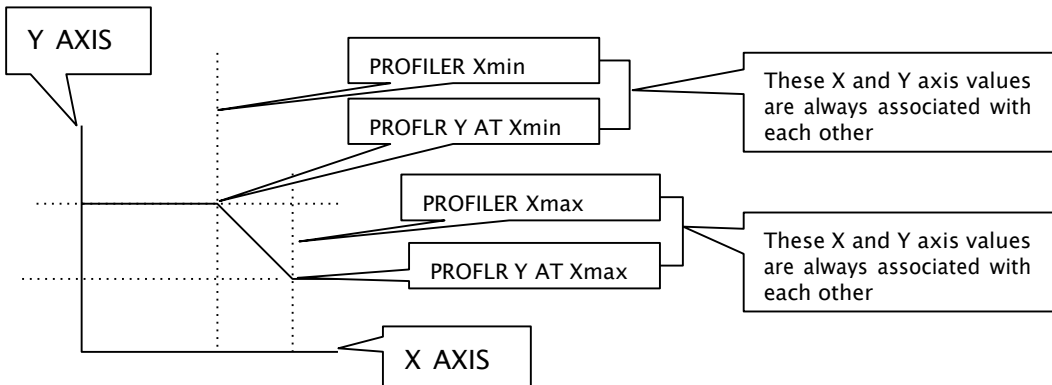 Y AXIS
PROFILER Xmin
PROFLR Y AT Xmin
These X and Y axis values
are always associated with
each other
PROFILER Xmax
PROFLR Y AT Xmax
These X and Y axis values
are always associated with
each other
X AXIS